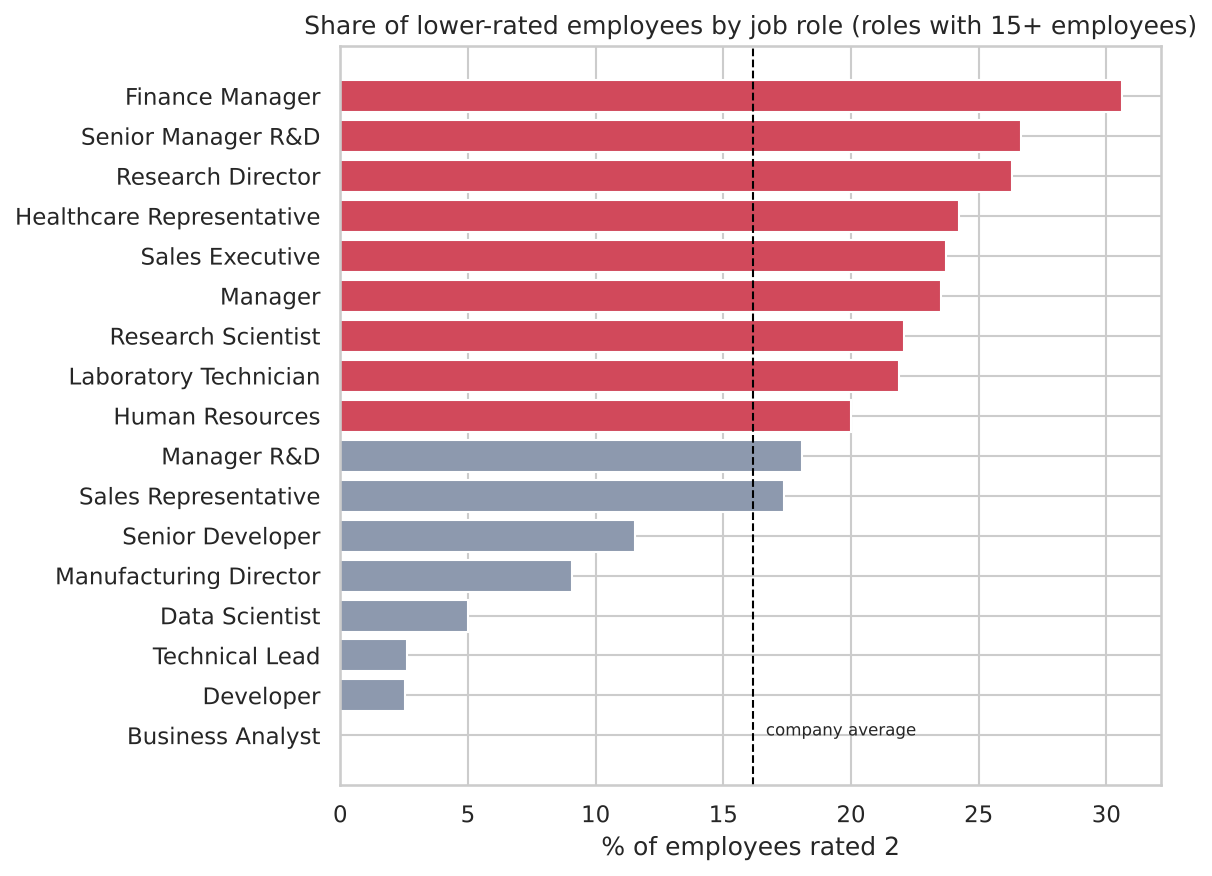 Share of lower-rated employees by job role (roles with 15+ employees)
Finance Manager
Senior Manager R&D
Research Director
Healthcare Representative
Sales Executive
Manager
Research Scientist
Laboratory Technician
Human Resources
Manager R&D
Sales Representative
Senior Developer
Manufacturing Director
Data Scientist
Technical Lead
Developer
Business Analyst
company average
0 5 10 15 20 25 30
% of employees rated 2